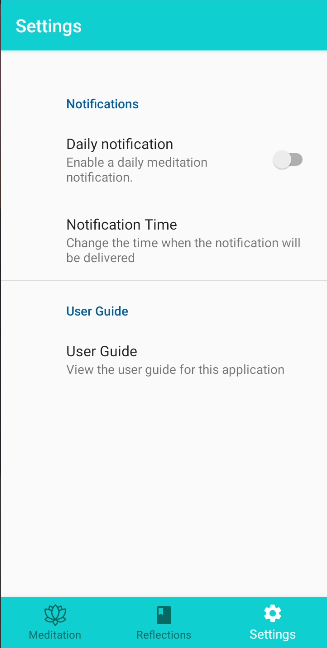 Settings
Notifications
Daily notification
Enable a daily meditation
notification.
Notification Time
Change the time when the notification will
be delivered
User Guide
User Guide
View the user guide for this application
Meditation
Reflections
Settings